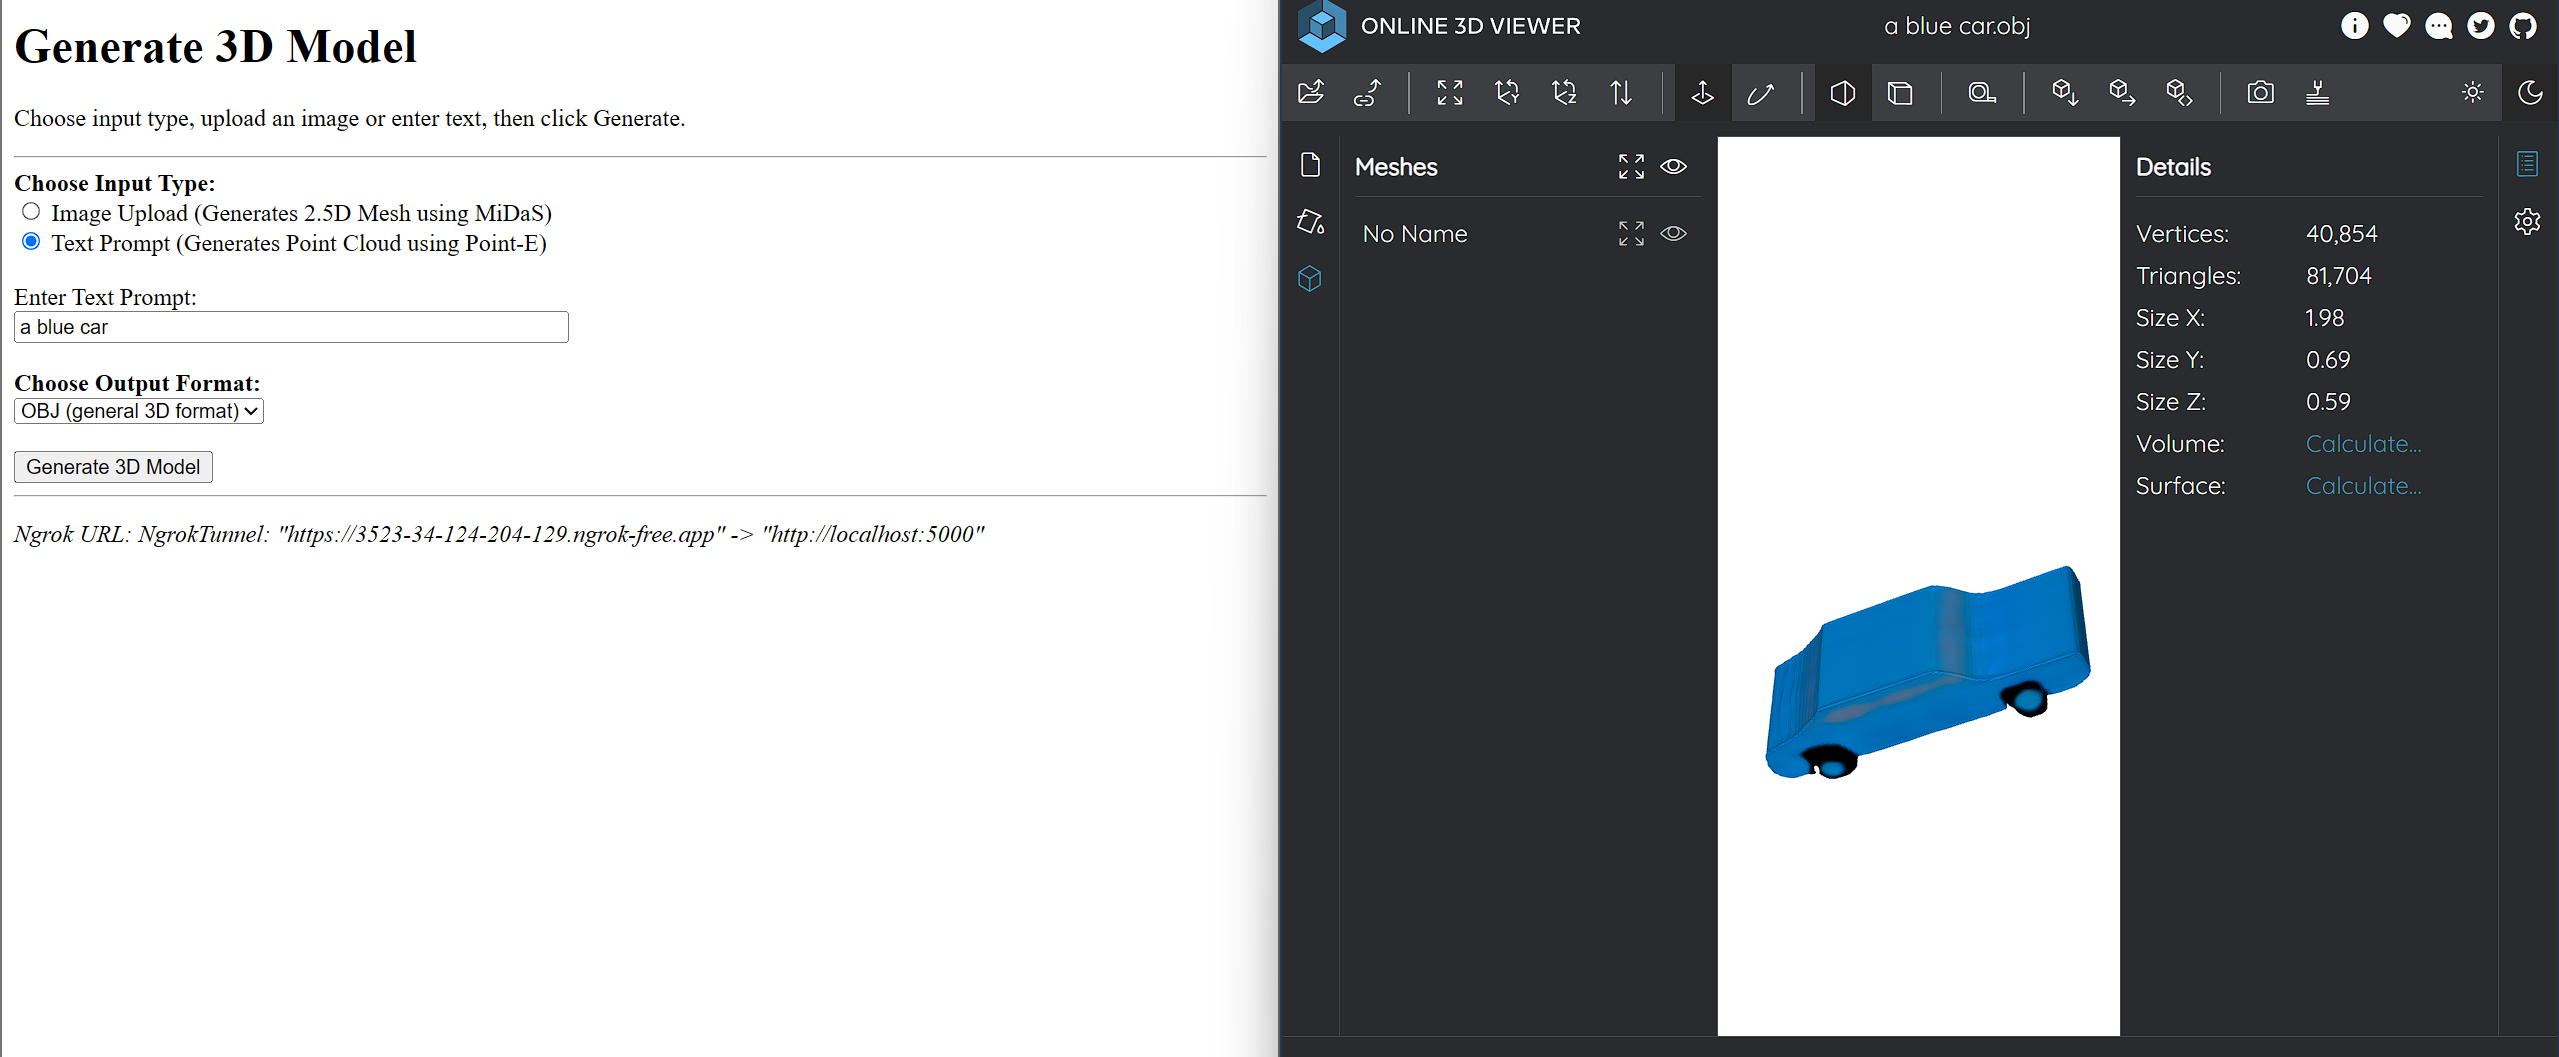 Generate 3D Model
Choose input type, upload an image or enter text, then click Generate.
Choose Input Type:
Image Upload (Generates 2.5D Mesh using MiDaS)
Text Prompt (Generates Point Cloud using Point-E)
Enter Text Prompt:
a blue car
Choose Output Format:
OBJ (general 3D format)
Generate 3D Model
Ngrok URL: NgrokTunnel: "https://3523-34-124-204-129.ngrok-free.app" -> "http://localhost:5000"
ONLINE 3D VIEWER
a blue car.obj
Meshes
No Name
Details
Vertices: 40,854
Triangles: 81,704
Size X: 1.98
Size Y: 0.69
Size Z: 0.59
Volume: Calculate...
Surface: Calculate...